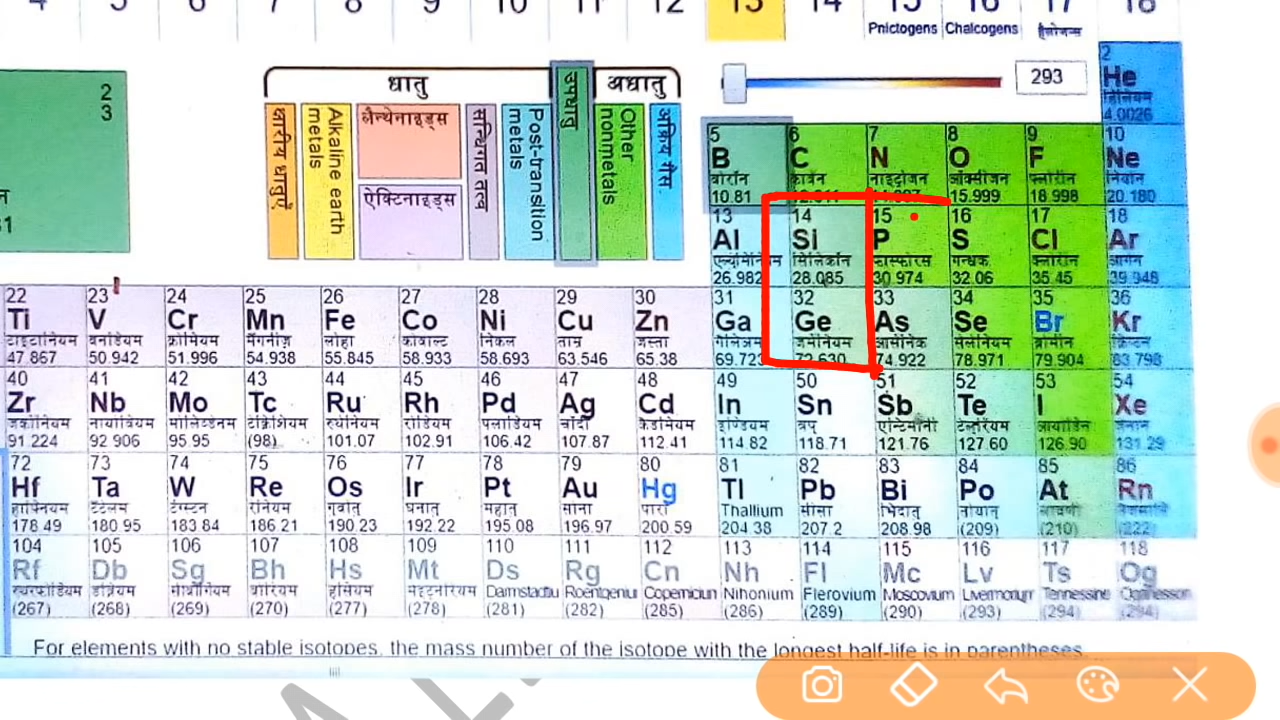 4 5 6 7 8 9 10 11 12 13 14 15 16 17 18
Pnictogens Chalcogens हैलोजन्स
2
3
31
धातु उपधातु अधातु
क्षारीय धातुएँ
Alkaline earth metals
लैन्थेनाइड्स
ऐक्टिनाइड्स
सन्धिगत तत्व
Post-transition metals
Other nonmetals
अक्रिय गैस
293
2
He
हिलियम
4.0026
5 6 7 8 9 10
B C N O F Ne
बोरॉन कार्बन नाइट्रोजन ऑक्सीजन फ्लोरीन नियॉन
10.81 15.999 18.998 20.180
13 14 15 16 17 18
Al Si P S Cl Ar
एल्युमिनियम सिलिकॉन फास्फोरस गन्धक क्लोरीन आर्गन
26.982 28.085 30.974 32.06 35.45 39.948
22 23 24 25 26 27 28 29 30 31 32 33 34 35 36
Ti V Cr Mn Fe Co Ni Cu Zn Ga Ge As Se Br Kr
टाइटानियम वनडियम क्रोमियम मैंगनीज़ लोहा कोबाल्ट निकल ताम्र जस्ता गैलिअम जर्मेनियम आर्सेनिक सेलेनियम ब्रोमीन क्रिप्टन
47.867 50.942 51.996 54.938 55.845 58.933 58.693 63.546 65.38 69.723 72.630 74.922 78.971 79.904 83.798
40 41 42 43 44 45 46 47 48 49 50 51 52 53 54
Zr Nb Mo Tc Ru Rh Pd Ag Cd In Sn Sb Te I Xe
जर्कोनियम नायोबियम मोलिब्डेनम टेक्निशियम रुथेनियम रोडियम पलाडियम चाँदी कैडमियम इण्डियम त्रपु एन्टिमोनी टेल्लुरियम आयोडिन
91.224 92.906 95.95 (98) 101.07 102.91 106.42 107.87 112.41 114.82 118.71 121.76 127.60 126.90 131.29
72 73 74 75 76 77 78 79 80 81 82 83 84 85 86
Hf Ta W Re Os Ir Pt Au Hg Tl Pb Bi Po At Rn
हाफ्नियम टैंटेलम टंग्स्टन रेनियम सोना पारा Thallium सीसा
178.49 180.95 183.84 186.21 190.23 192.22 195.08 196.97 200.59 204.38 207.2 208.98 (209) (210) (222)
104 105 106 107 108 109 110 111 112 113 114 115 116 117 118
Rf Db Sg Bh Hs Mt Ds Rg Cn Nh Fl Mc Lv Ts Og
रुथरफोर्डियम डब्नियम बोरियम हसियम Nihonium Flerovium Moscovium Tennessine
(267) (268) (269) (270) (277) (278) (281) (282) (285) (286) (289) (290) (293) (294) (294)
For elements with no stable isotopes, the mass number of the isotope with the longest half-life is in parentheses.